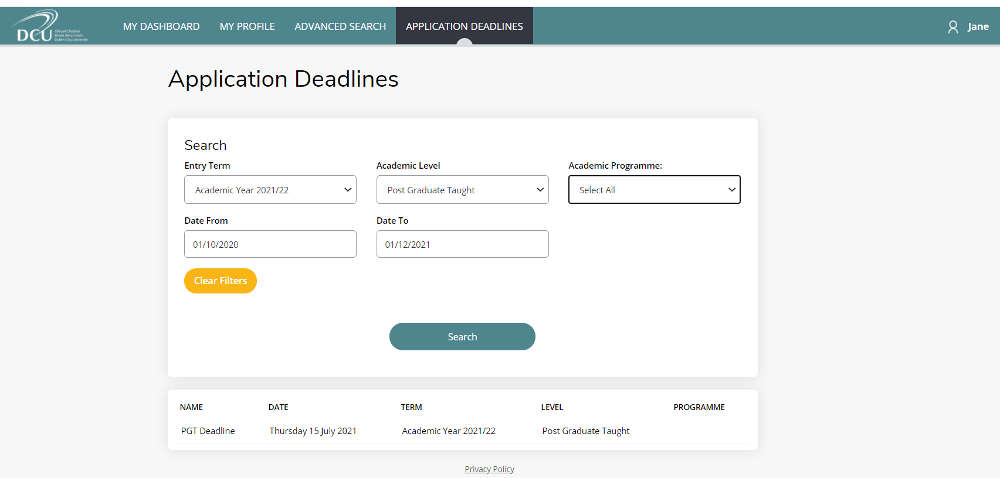 DCU
Ollscoil Chathair
Bhaile Átha Cliath
Dublin City University
MY DASHBOARD MY PROFILE ADVANCED SEARCH APPLICATION DEADLINES Jane
Application Deadlines
Search
Entry Term Academic Level Academic Programme:
Academic Year 2021/22 Post Graduate Taught Select All
Date From Date To
01/10/2020 01/12/2021
Clear Filters
Search
NAME DATE TERM LEVEL PROGRAMME
PGT Deadline Thursday 15 July 2021 Academic Year 2021/22 Post Graduate Taught
Privacy Policy